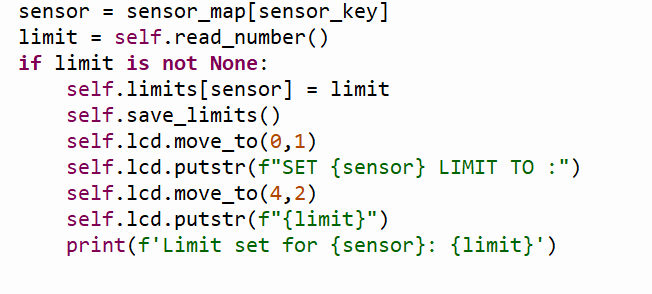 sensor = sensor_map[sensor_key]
limit = self.read_number()
if limit is not None:
    self.limits[sensor] = limit
    self.save_limits()
    self.lcd.move_to(0,1)
    self.lcd.putstr(f"SET {sensor} LIMIT TO :")
    self.lcd.move_to(4,2)
    self.lcd.putstr(f"{limit}")
    print(f'Limit set for {sensor}: {limit}')